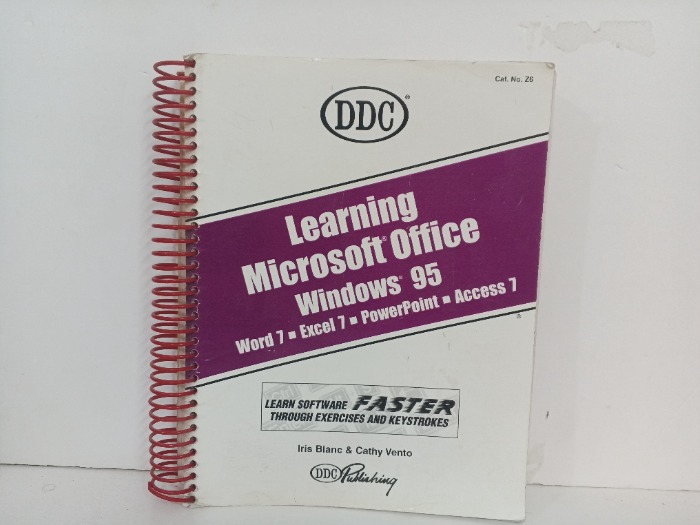 Cat. No. Z6
DDC®
Learning
Microsoft® Office
Windows® 95
Word 7 ▪ Excel 7 ▪ PowerPoint ▪ Access 7
LEARN SOFTWARE FASTER
THROUGH EXERCISES AND KEYSTROKES
Iris Blanc & Cathy Vento
DDC Publishing